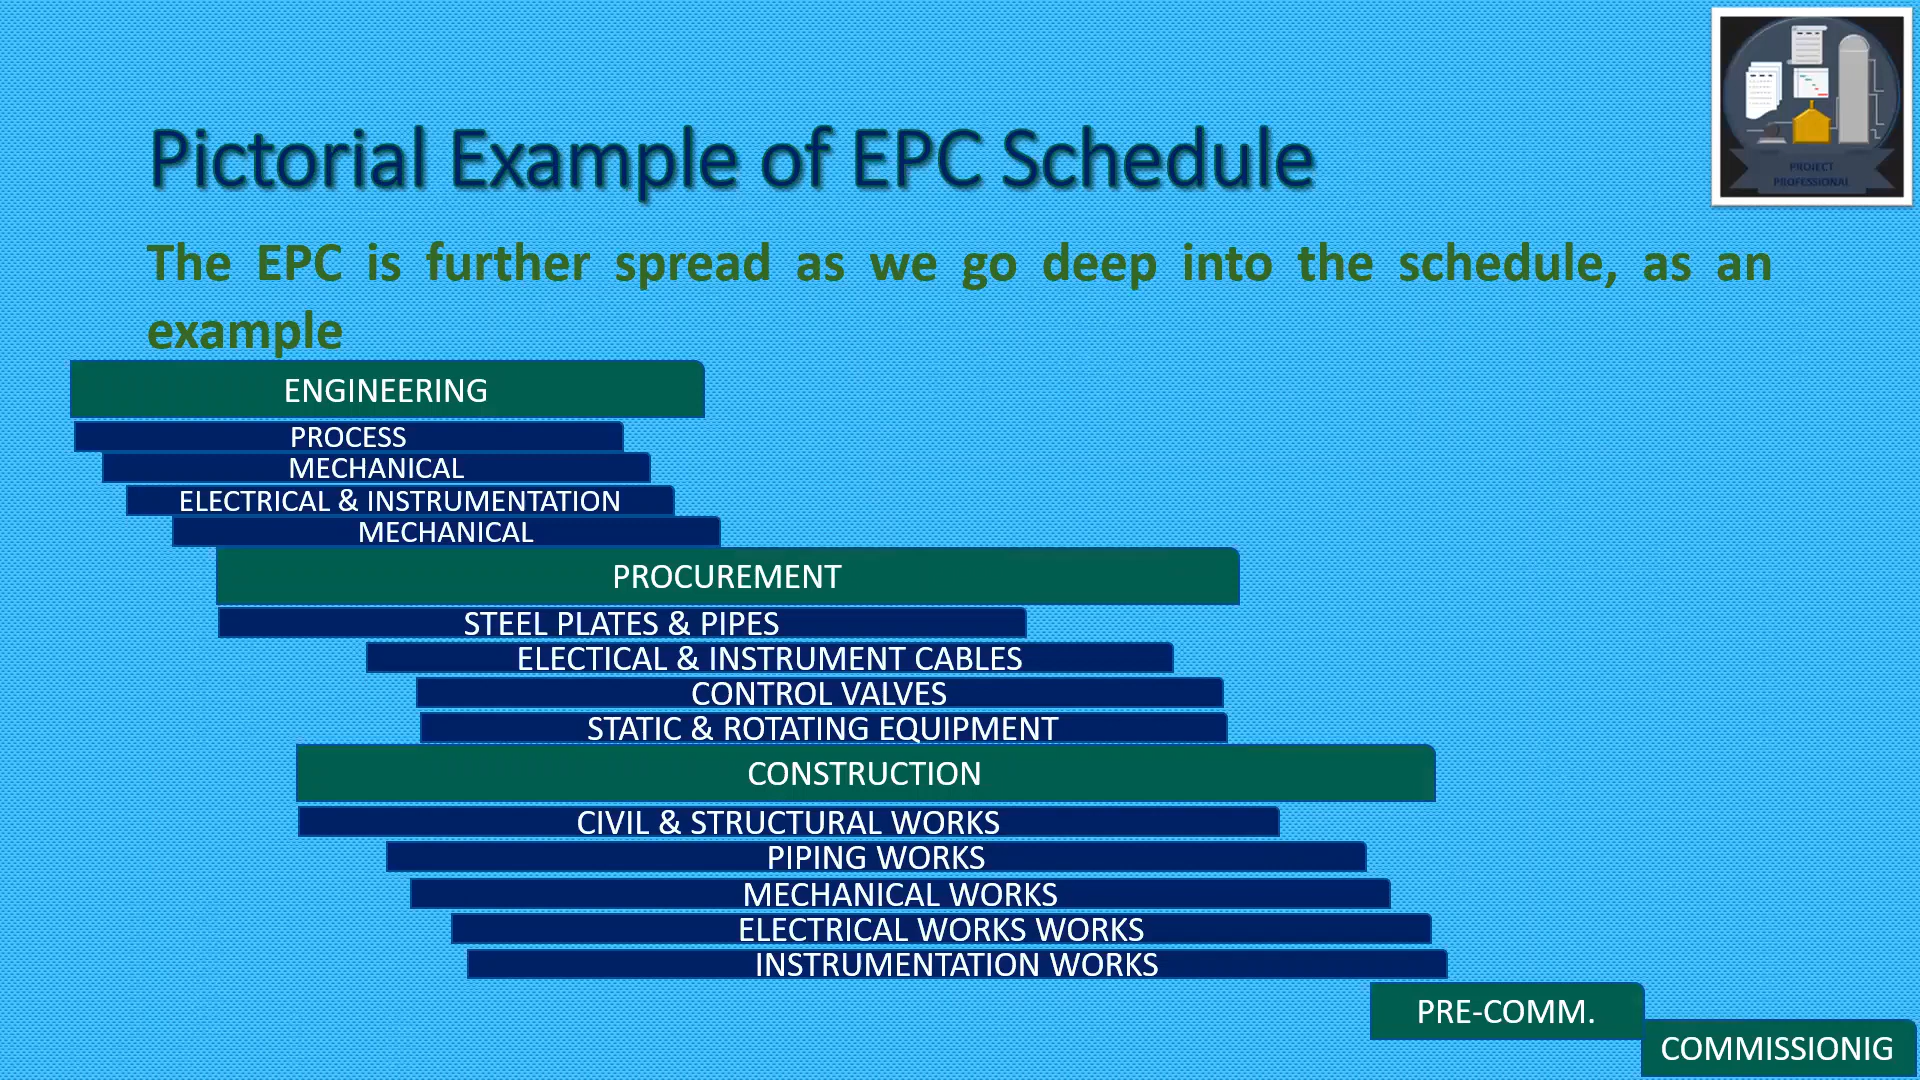 PROJECT
PROFESSIONAL
Pictorial Example of EPC Schedule
The EPC is further spread as we go deep into the schedule, as an
example
ENGINEERING
PROCESS
MECHANICAL
ELECTRICAL & INSTRUMENTATION
MECHANICAL
PROCUREMENT
STEEL PLATES & PIPES
ELECTICAL & INSTRUMENT CABLES
CONTROL VALVES
STATIC & ROTATING EQUIPMENT
CONSTRUCTION
CIVIL & STRUCTURAL WORKS
PIPING WORKS
MECHANICAL WORKS
ELECTRICAL WORKS WORKS
INSTRUMENTATION WORKS
PRE-COMM.
COMMISSIONIG